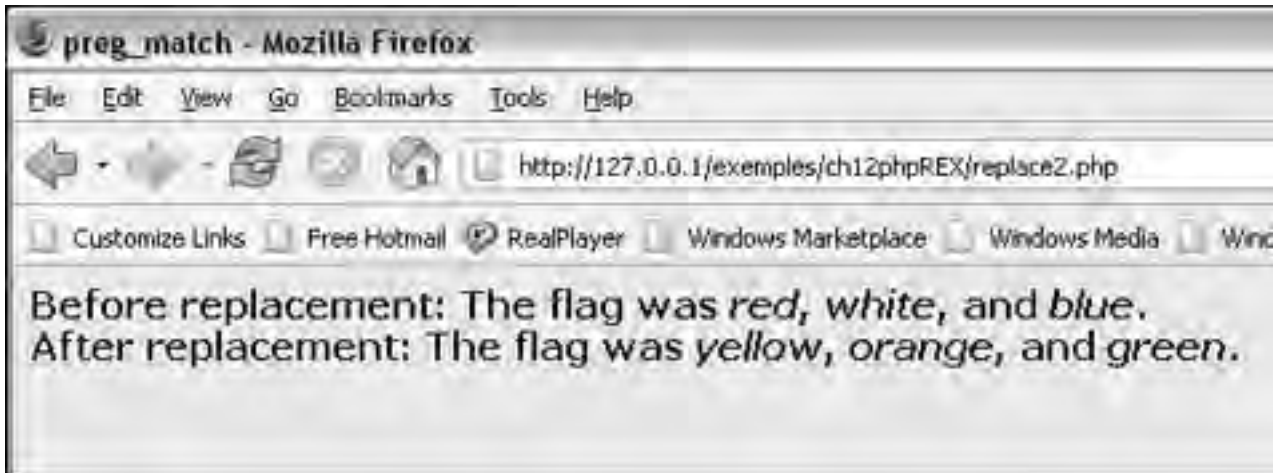 preg_match - Mozilla Firefox
File Edit View Go Bookmarks Tools Help
http://127.0.0.1/exemples/ch12phpREX/replace2.php
Customize Links Free Hotmail RealPlayer Windows Marketplace Windows Media Wind
Before replacement: The flag was red, white, and blue.
After replacement: The flag was yellow, orange, and green.